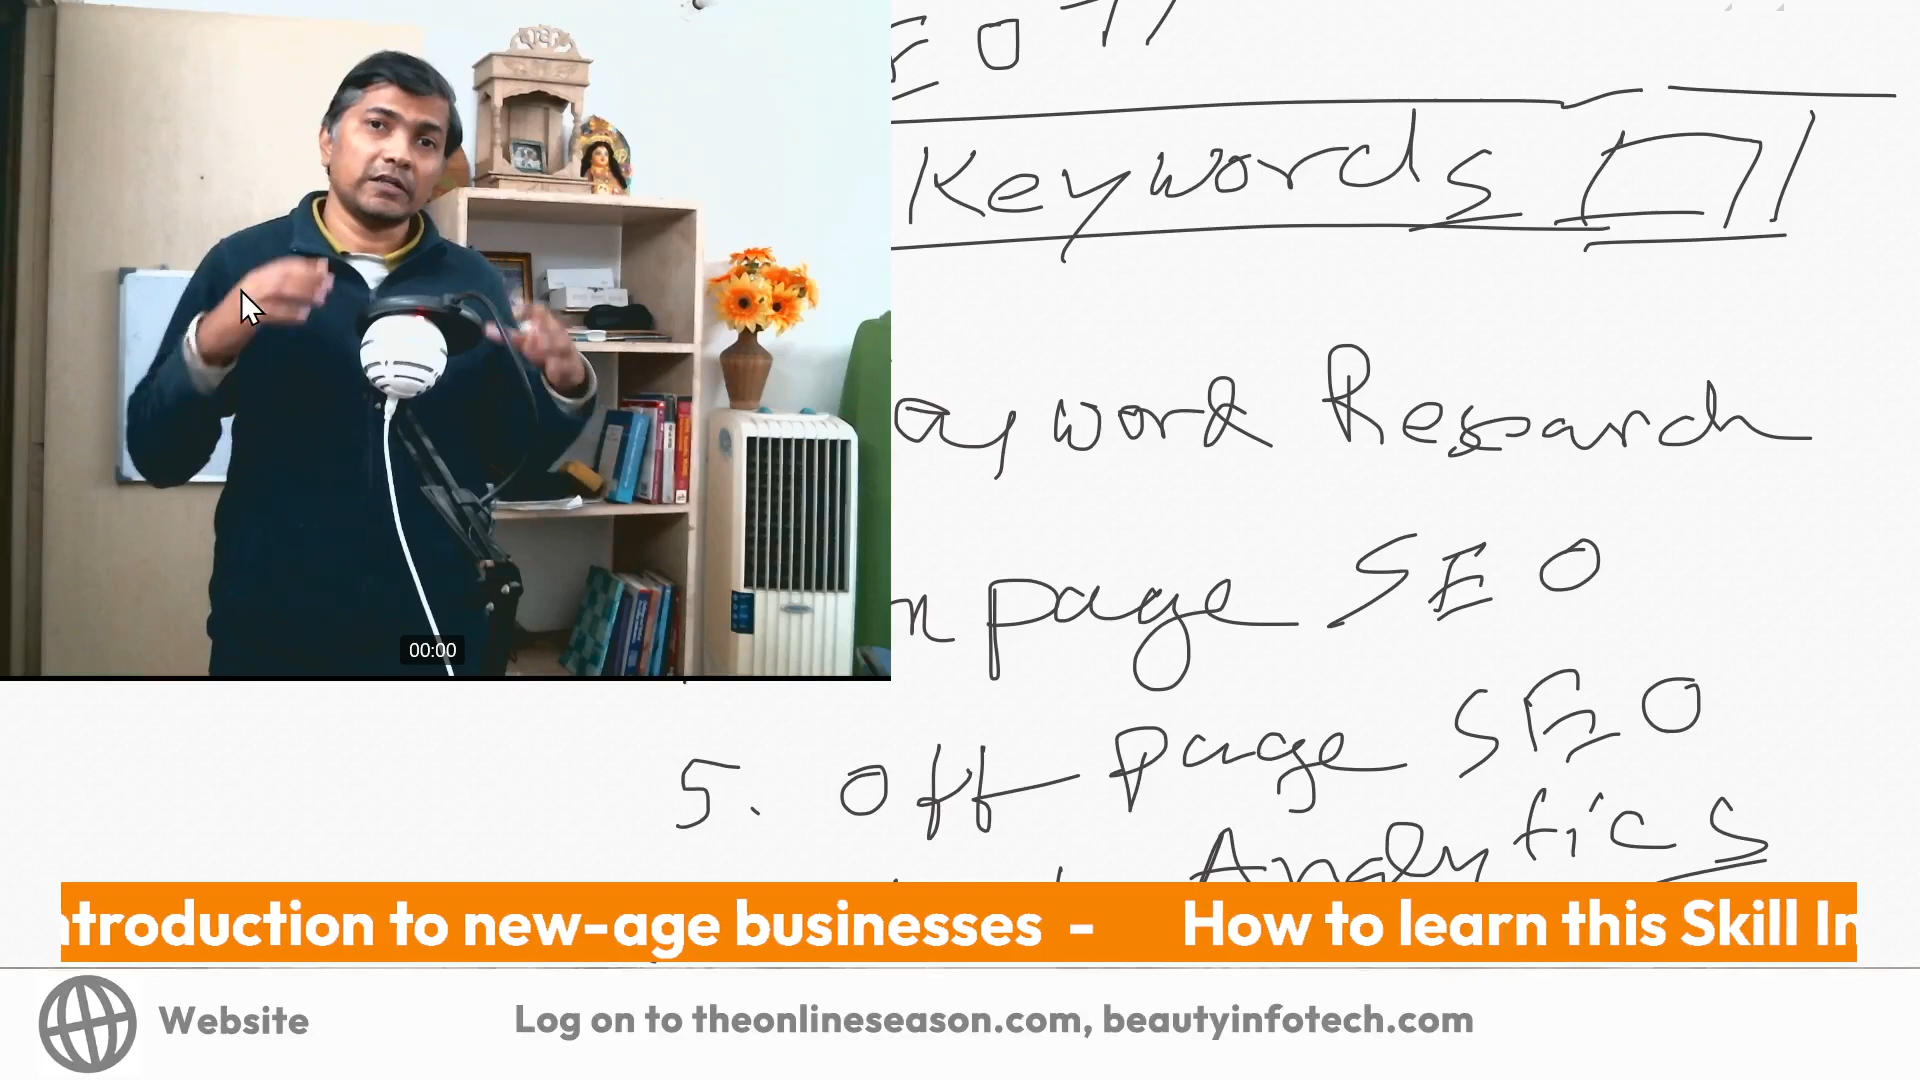 EO
Keywords
word Research
n page SEO
00:00
5. Off page SEO
Analytics
ntroduction to new-age businesses - How to learn this Skill In
Website
Log on to theonlineseason.com, beautyinfotech.com